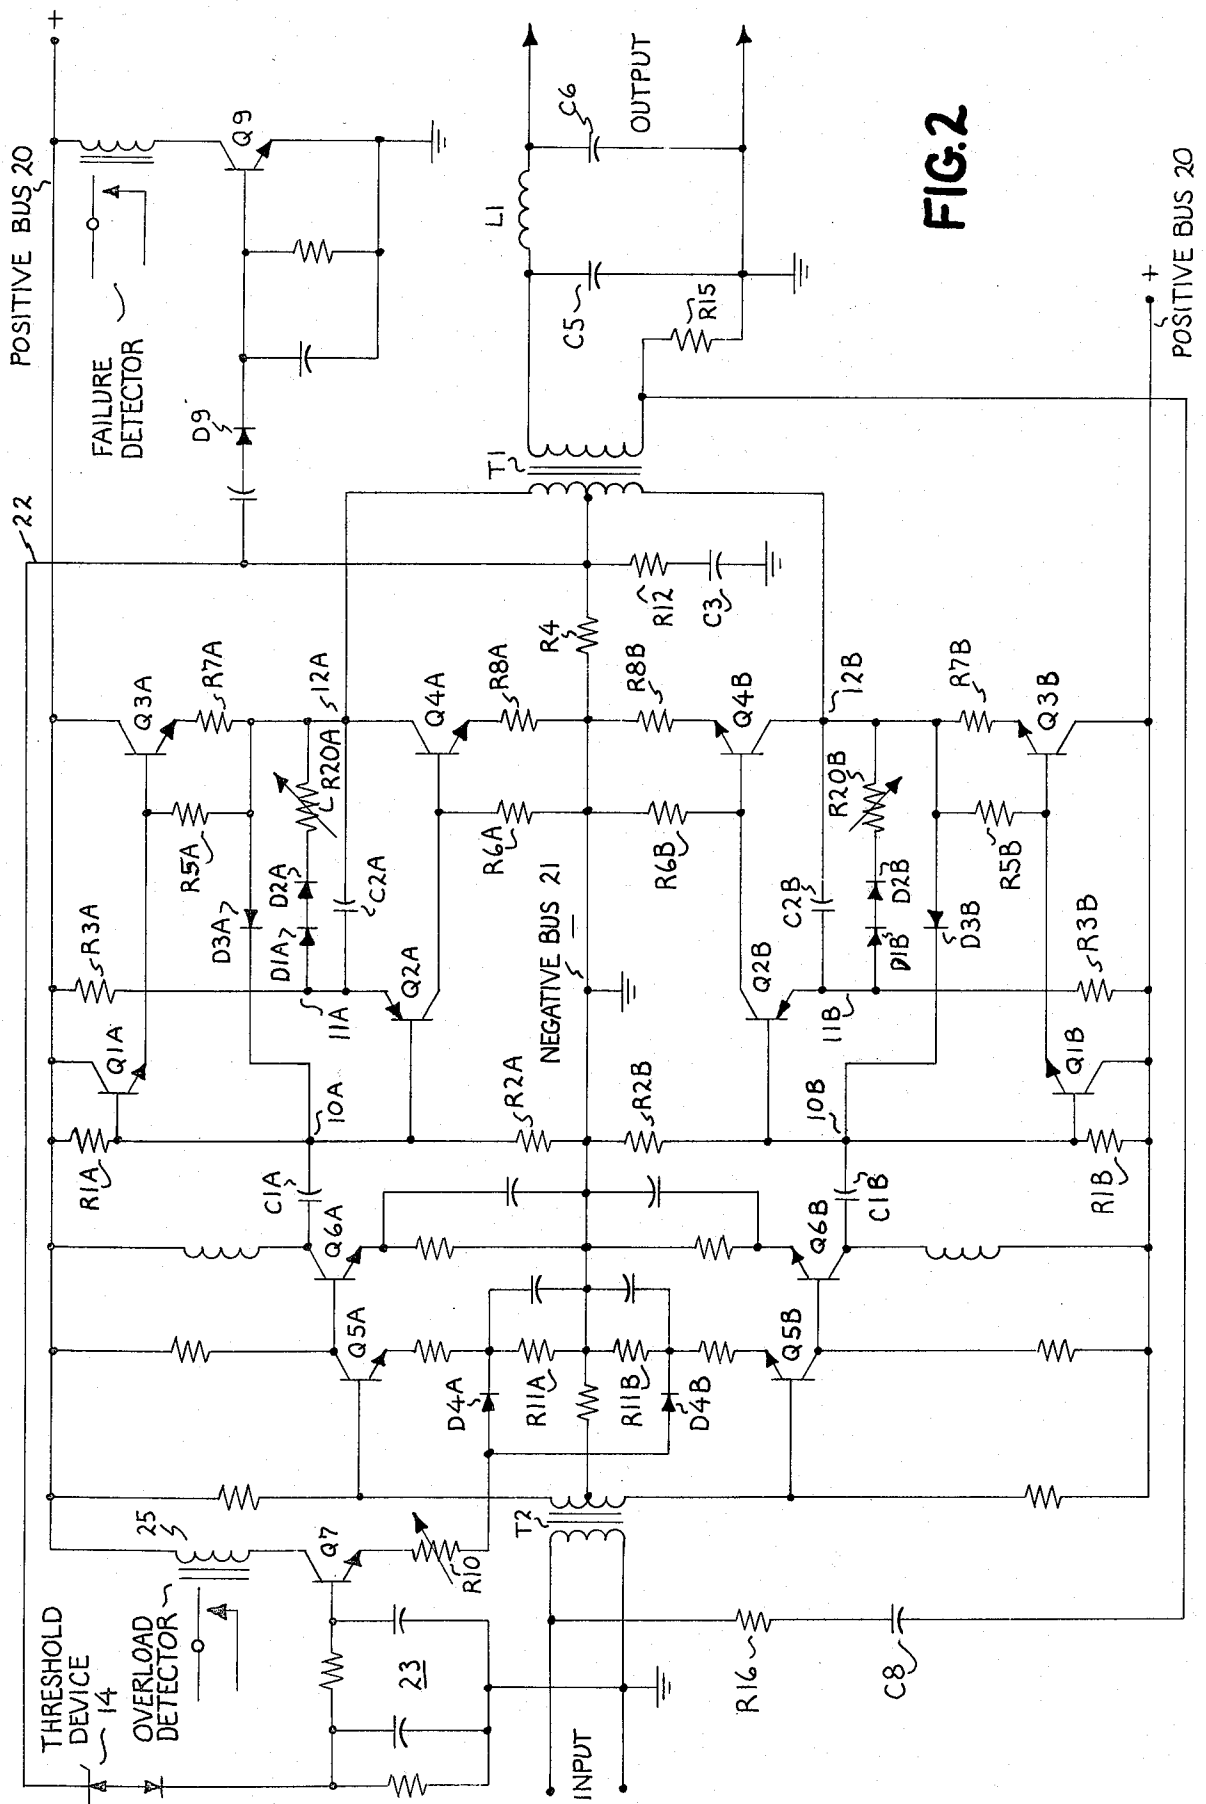 +
POSITIVE BUS 20
Q9
FAILURE
DETECTOR
D9
22
C6
OUTPUT
L1
C5
R15
T1
FIG.2
+
POSITIVE BUS 20
R12
C3
R4
R7A
Q3A
12A
R8A
Q4A
R8B
Q4B
12B
R7B
Q3B
R20A
R5A
R6A
R6B
R20B
R5B
D2A
C2A
C2B
D2B
R3A
D3A
D1A
Q2A
NEGATIVE BUS 21
Q2B
D1B
D3B
R3B
11A
11B
Q1A
Q1B
10A
R2A
R2B
10B
R1A
C1A
C1B
R1B
Q6A
Q6B
Q5A
Q5B
D4A
R11A
R11B
D4B
25
Q7
R10
T2
THRESHOLD
DEVICE
14
OVERLOAD
DETECTOR
23
INPUT
R16
C8